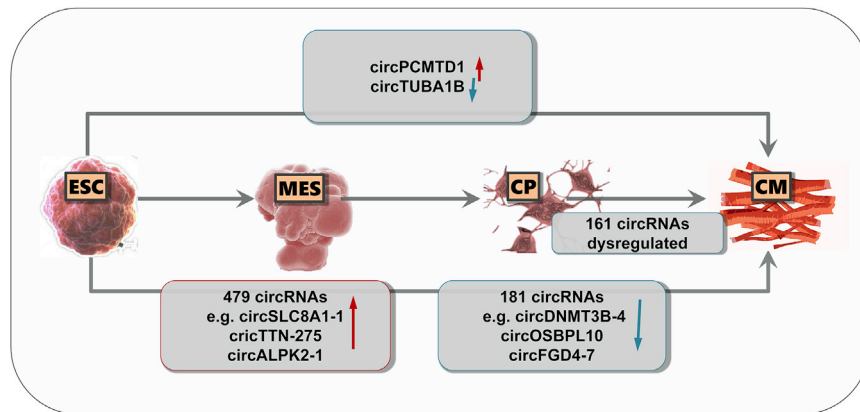 circPCMTD1
circTUBA1B
ESC
MES
CP
CM
161 circRNAs
dysregulated
479 circRNAs
e.g. circSLC8A1-1
cricTTN-275
circALPK2-1
181 circRNAs
e.g. circDNMT3B-4
circOSBPL10
circFGD4-7